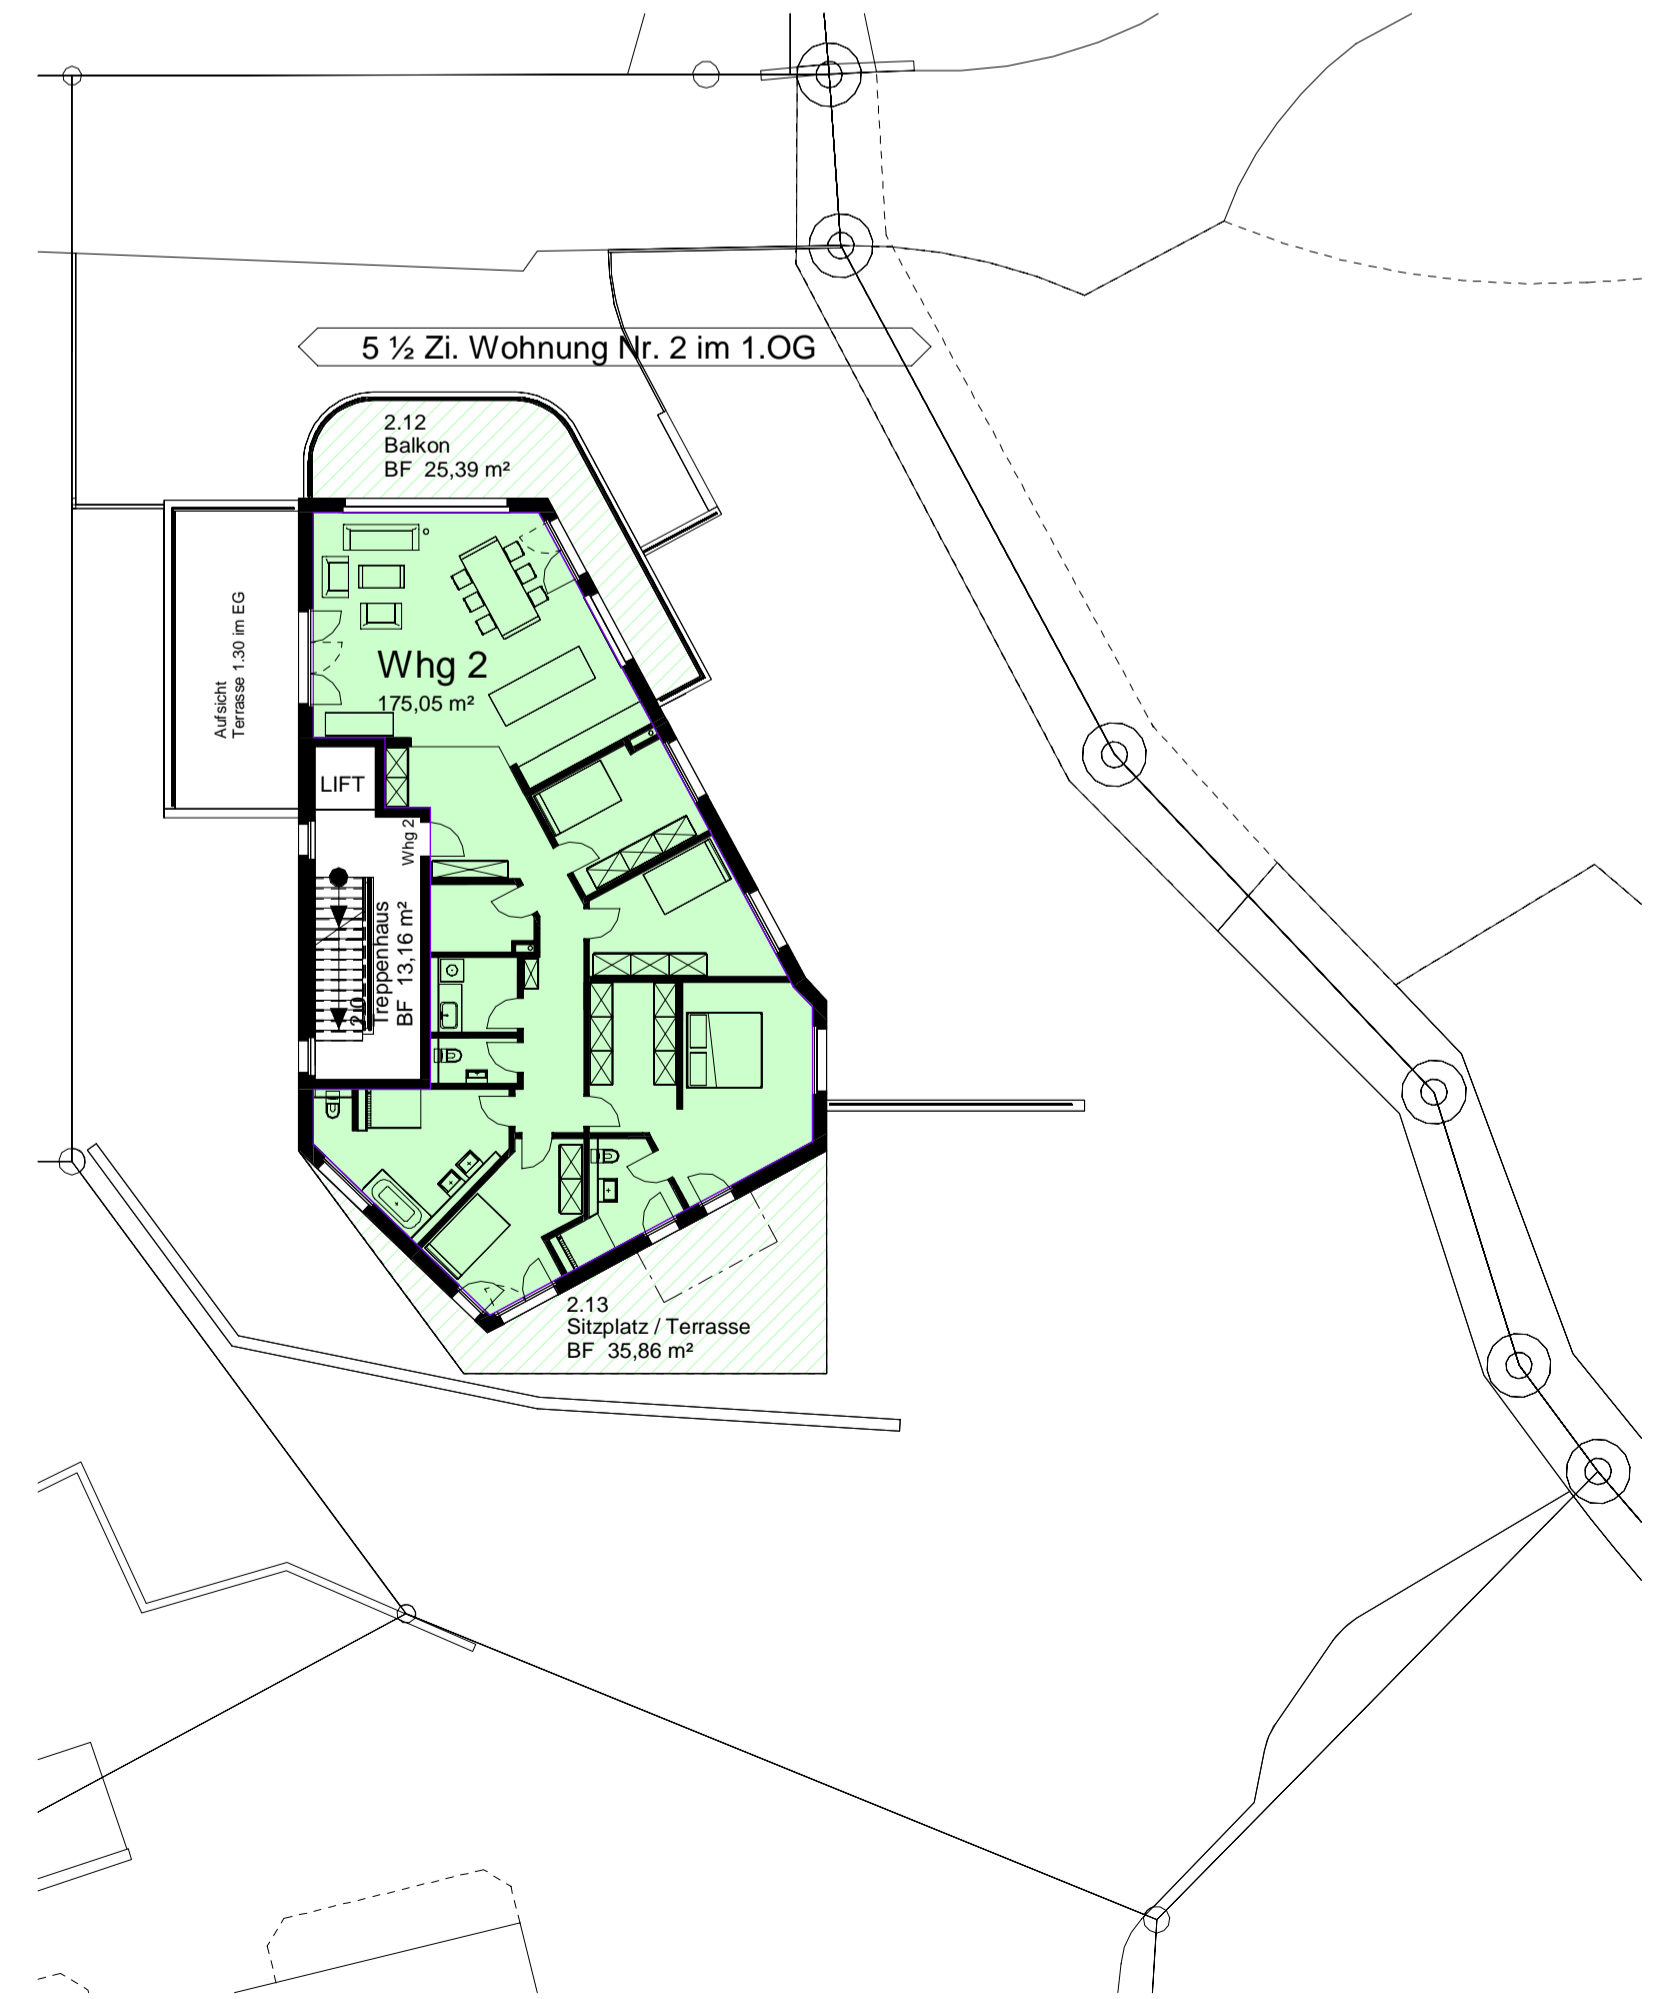 5 ½ Zi. Wohnung Nr. 2 im 1.OG
2.12
Balkon
BF 25,39 m²
Aufsicht
Terrasse 1.30 im EG
Whg 2
175,05 m²
LIFT
Whg 2
2.0
Treppenhaus
BF 13,16 m²
2.13
Sitzplatz / Terrasse
BF 35,86 m²